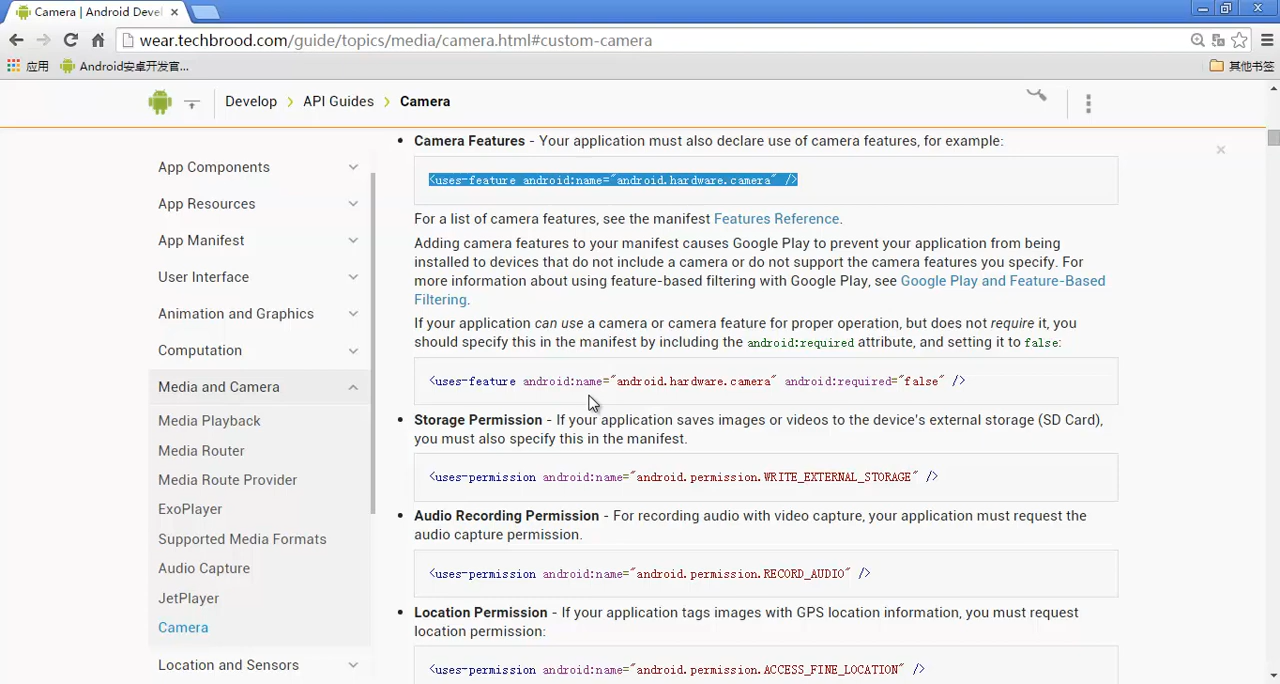 Camera | Android Deve
wear.techbrood.com/guide/topics/media/camera.html#custom-camera
应用
Android安卓开发官...
其他书签
Develop
API Guides
Camera
App Components
App Resources
App Manifest
User Interface
Animation and Graphics
Computation
Media and Camera
Media Playback
Media Router
Media Route Provider
ExoPlayer
Supported Media Formats
Audio Capture
JetPlayer
Camera
Location and Sensors
• Camera Features - Your application must also declare use of camera features, for example:
<uses-feature android:name="android.hardware.camera" />
For a list of camera features, see the manifest Features Reference.
Adding camera features to your manifest causes Google Play to prevent your application from being
installed to devices that do not include a camera or do not support the camera features you specify. For
more information about using feature-based filtering with Google Play, see Google Play and Feature-Based
Filtering.
If your application can use a camera or camera feature for proper operation, but does not require it, you
should specify this in the manifest by including the android:required attribute, and setting it to false:
<uses-feature android:name="android.hardware.camera" android:required="false" />
• Storage Permission - If your application saves images or videos to the device's external storage (SD Card),
you must also specify this in the manifest.
<uses-permission android:name="android.permission.WRITE_EXTERNAL_STORAGE" />
• Audio Recording Permission - For recording audio with video capture, your application must request the
audio capture permission.
<uses-permission android:name="android.permission.RECORD_AUDIO" />
• Location Permission - If your application tags images with GPS location information, you must request
location permission:
<uses-permission android:name="android.permission.ACCESS_FINE_LOCATION" />